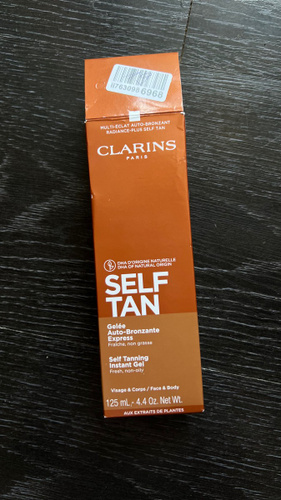 MULTI-ÉCLAT AUTO-BRONZANT
RADIANCE-PLUS SELF TAN
CLARINS
PARIS
DHA D'ORIGINE NATURELLE
DHA OF NATURAL ORIGIN
SELF
TAN
Gelée
Auto-Bronzante
Express
Fraîche, non grasse
Self Tanning
Instant Gel
Fresh, non-oily
Visage & Corps / Face & Body
125 mL - 4.4 Oz. Net Wt.
AUX EXTRAITS DE PLANTES